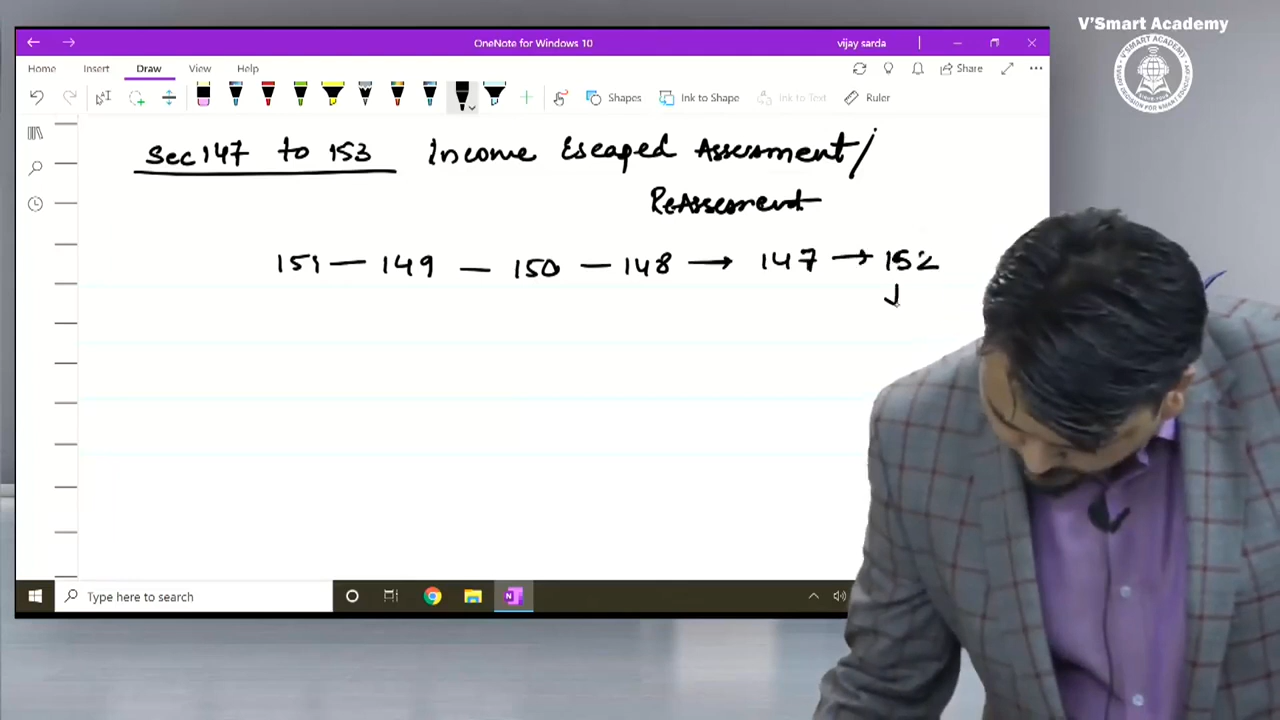 V'Smart Academy
OneNote for Windows 10
vijay sarda
Home Insert Draw View Help
Share
Shapes Ink to Shape Ink to Text Ruler
Sec 147 to 153 Income Escaped Assessment/
ReAssessment
151 — 149 — 150 — 148 → 147 → 152
Type here to search